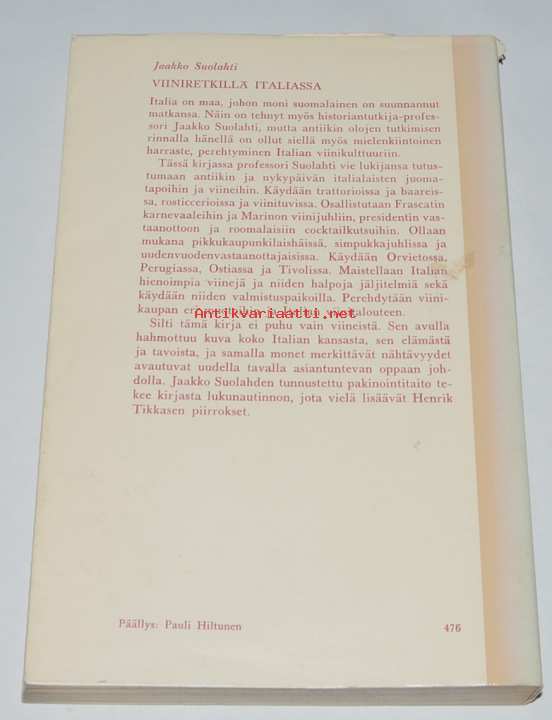 Jaakko Suolahti
VIINIRETKILLÄ ITALIASSA
Italia on maa, johon moni suomalainen on suunnannut
matkansa. Näin on tehnyt myös historiantutkija-profes-
sori Jaakko Suolahti, mutta antiikin olojen tutkimisen
rinnalla hänellä on ollut siellä myös mielenkiintoinen
harraste, perehtyminen Italian viinikulttuuriin.
Tässä kirjassa professori Suolahti vie lukijansa tutus-
tumaan antiikin ja nykypäivän italialaisten juoma-
tapoihin ja viineihin. Käydään trattorioissa ja baareis-
sa, rosticcerioissa ja viinituvissa. Osallistutaan Frascatin
karnevaaleihin ja Marinon viinijuhliin, presidentin vas-
taanottoon ja roomalaisiin cocktailkutsuihin. Ollaan
mukana pikkukaupunkilaishäissä, simpukkajuhlissa ja
uudenvuodenvastaanottajaisissa. Käydään Orvietossa,
Perugiassa, Ostiassa ja Tivolissa. Maistellaan Italian
hienoimpia viinejä ja niiden halpoja jäljitelmiä sekä
käydään niiden valmistuspaikoilla. Perehdytään viini-
kaupan ja Italian
Antikvariaatti.net
Silti tämä kirja ei puhu vain viineistä. Sen avulla
hahmottuu kuva koko Italian kansasta, sen elämästä
ja tavoista, ja samalla monet merkittävät nähtävyydet
avautuvat uudella tavalla asiantuntevan oppaan joh-
dolla. Jaakko Suolahden tunnustettu pakinointitaito te-
kee kirjasta lukunautinnon, jota vielä lisäävät Henrik
Tikkasen piirrokset.
Päällys: Pauli Hiltunen
476